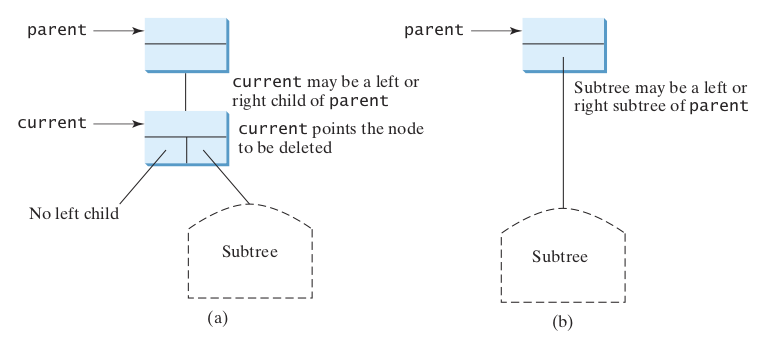 parent
current may be a left or
right child of parent
current
current points the node
to be deleted
No left child
Subtree
(a)
parent
Subtree may be a left or
right subtree of parent
Subtree
(b)